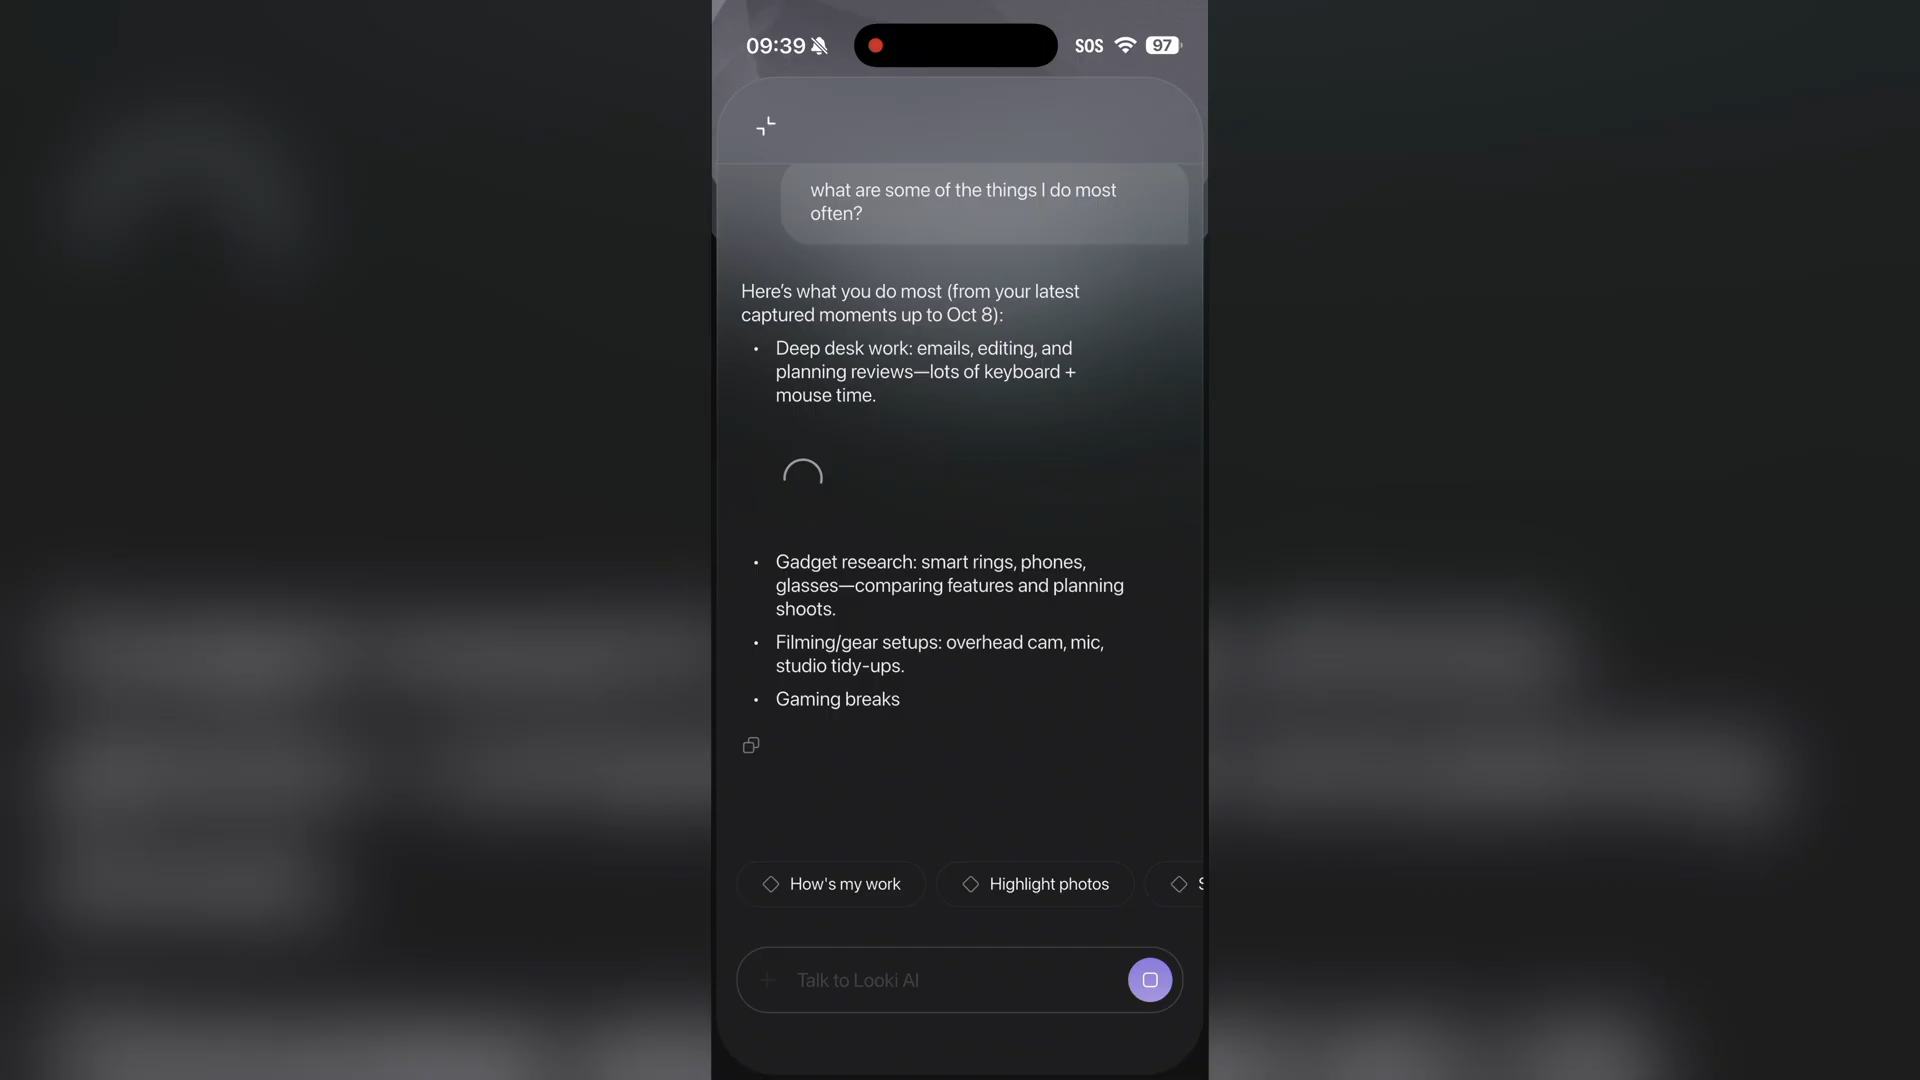 09:39
SOS
97
what are some of the things I do most
often?
Here's what you do most (from your latest
captured moments up to Oct 8):
• Deep desk work: emails, editing, and
planning reviews—lots of keyboard +
mouse time.
• Gadget research: smart rings, phones,
glasses—comparing features and planning
shoots.
• Filming/gear setups: overhead cam, mic,
studio tidy-ups.
• Gaming breaks
How's my work
Highlight photos
Talk to Looki AI